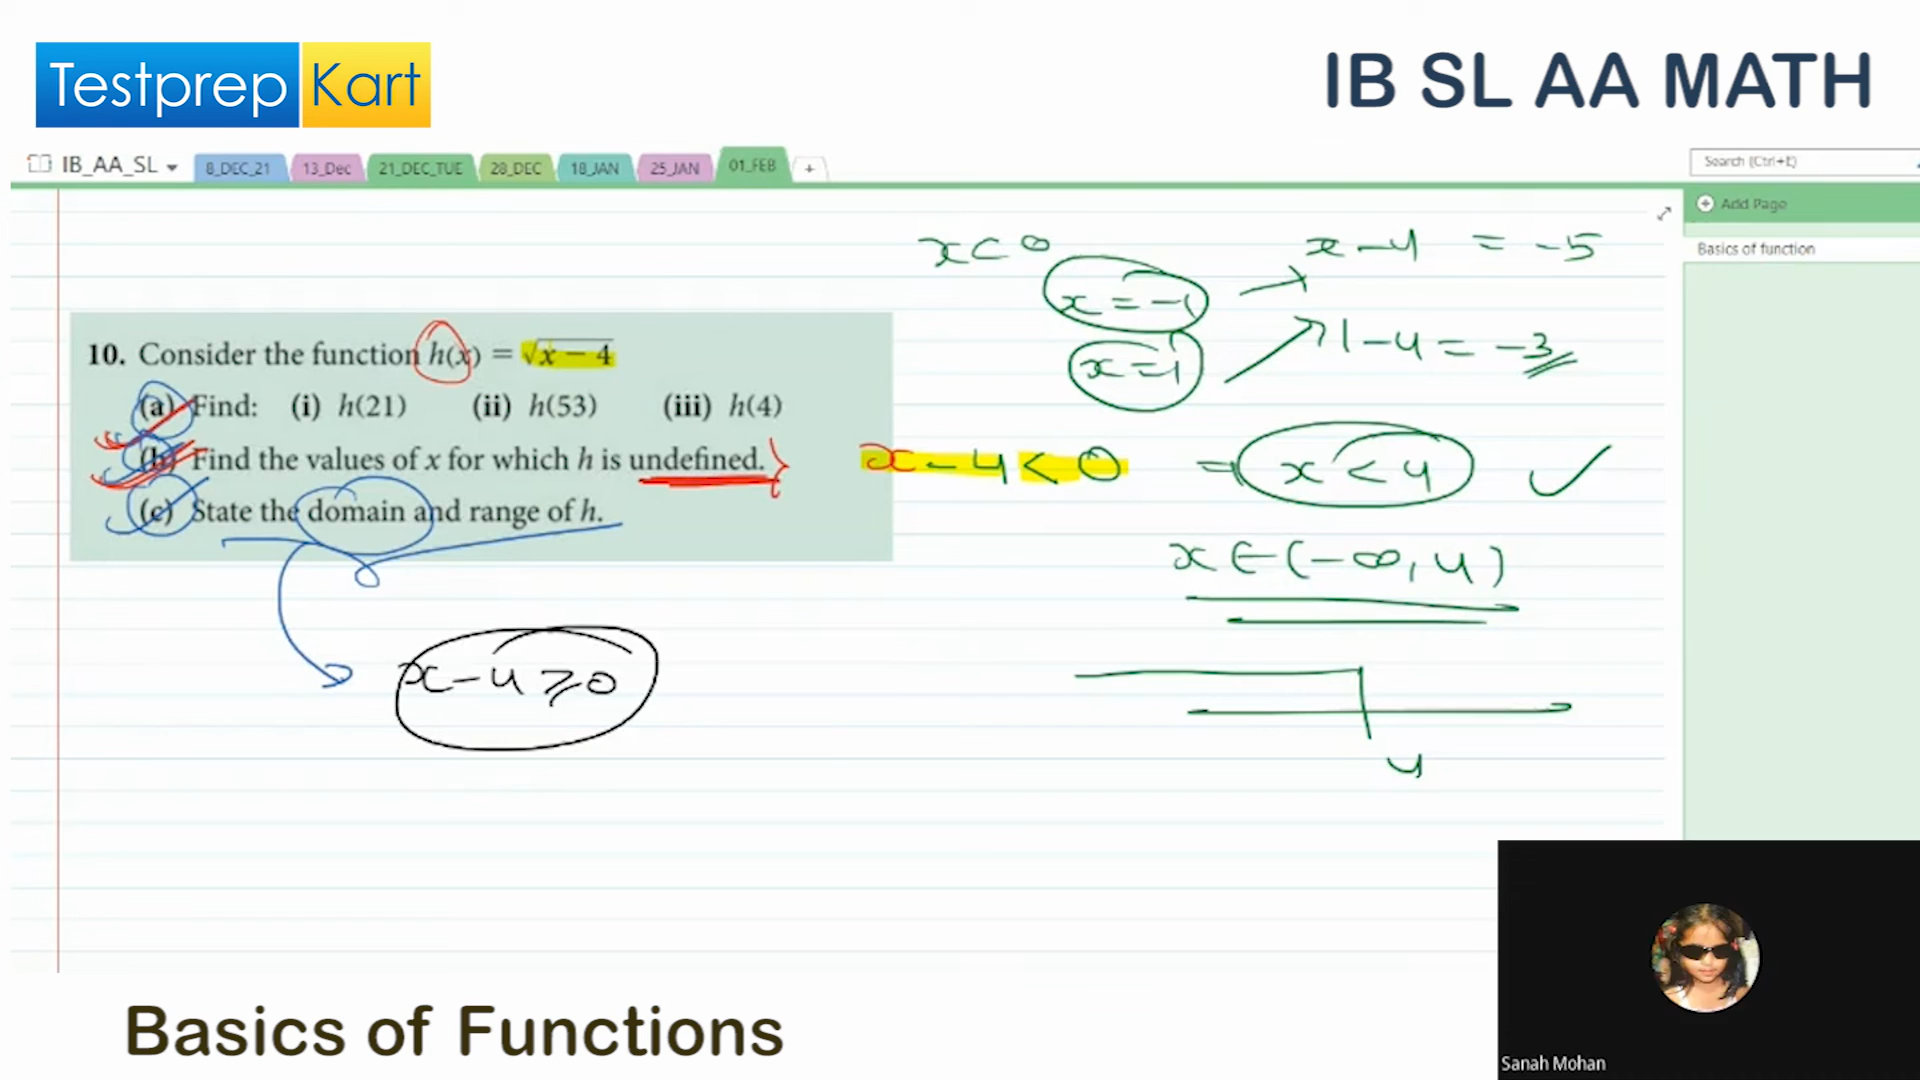 Testprep Kart
IB SL AA MATH
IB_AA_SL
8_DEC_21
13_Dec
21_DEC_TUE
28_DEC
18_JAN
25_JAN
01_FEB
+
Search (Ctrl+E)
Add Page
Basics of function
x < 0
x = -1
x - 4 = -5
x = 1
1 - 4 = -3
10. Consider the function h(x) = √x − 4
(a) Find: (i) h(21) (ii) h(53) (iii) h(4)
(b) Find the values of x for which h is undefined.
(c) State the domain and range of h.
x - 4 < 0 = x < 4
x ∈ (-∞, 4)
x - 4 ⩾ 0
4
Sanah Mohan
Basics of Functions